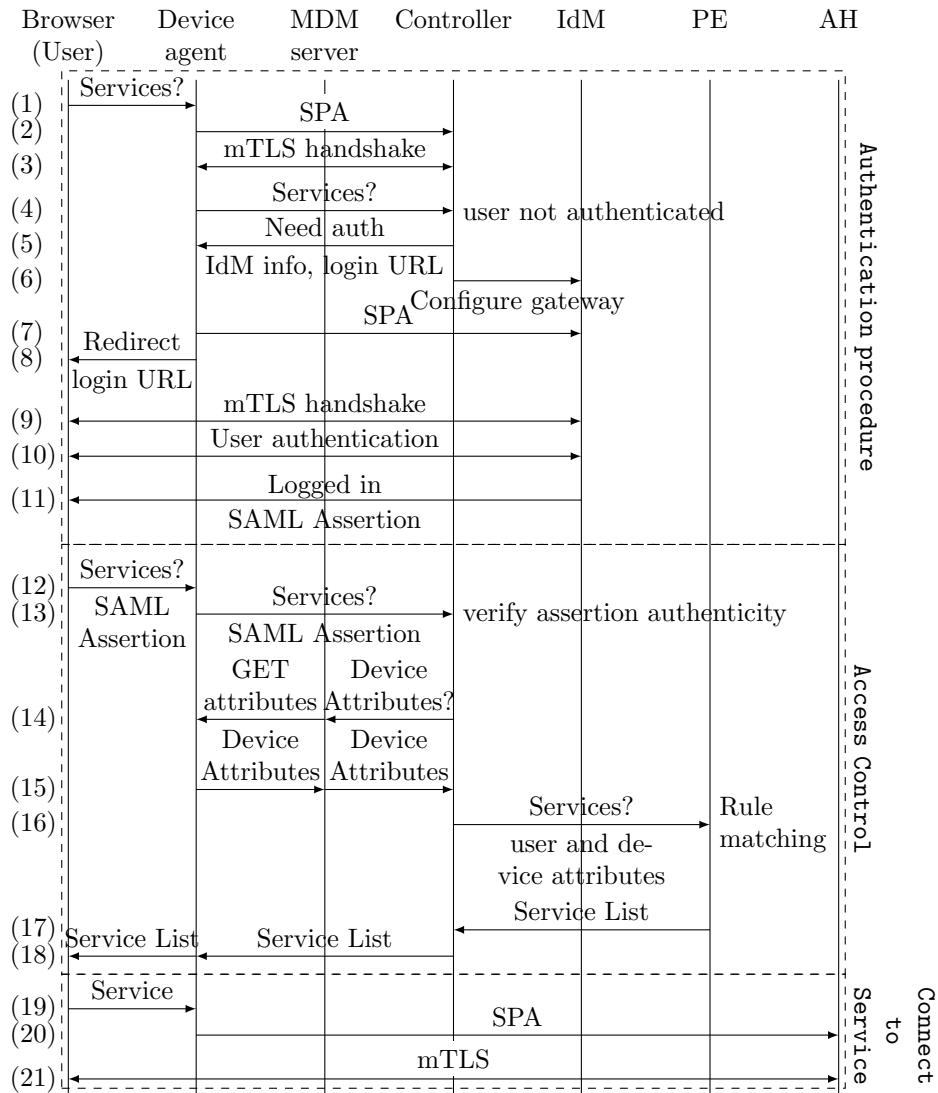 Browser Device MDM Controller IdM PE AH
(User) agent server
(1) Services?
(2) SPA
(3) mTLS handshake
(4) Services? user not authenticated
(5) Need auth
IdM info, login URL
(6) Configure gateway
(7) SPA
(8) Redirect
login URL
(9) mTLS handshake
(10) User authentication
(11) Logged in
SAML Assertion
Authentication procedure
(12) Services?
SAML
Assertion
(13) Services? verify assertion authenticity
SAML Assertion
GET Device
attributes Attributes?
(14)
Device Device
Attributes Attributes
(15)
(16) Services? Rule
matching
user and de-
vice attributes
(17) Service List
(18) Service List Service List
Access Control
(19) Service
(20) SPA
(21) mTLS
Connect
to
Service